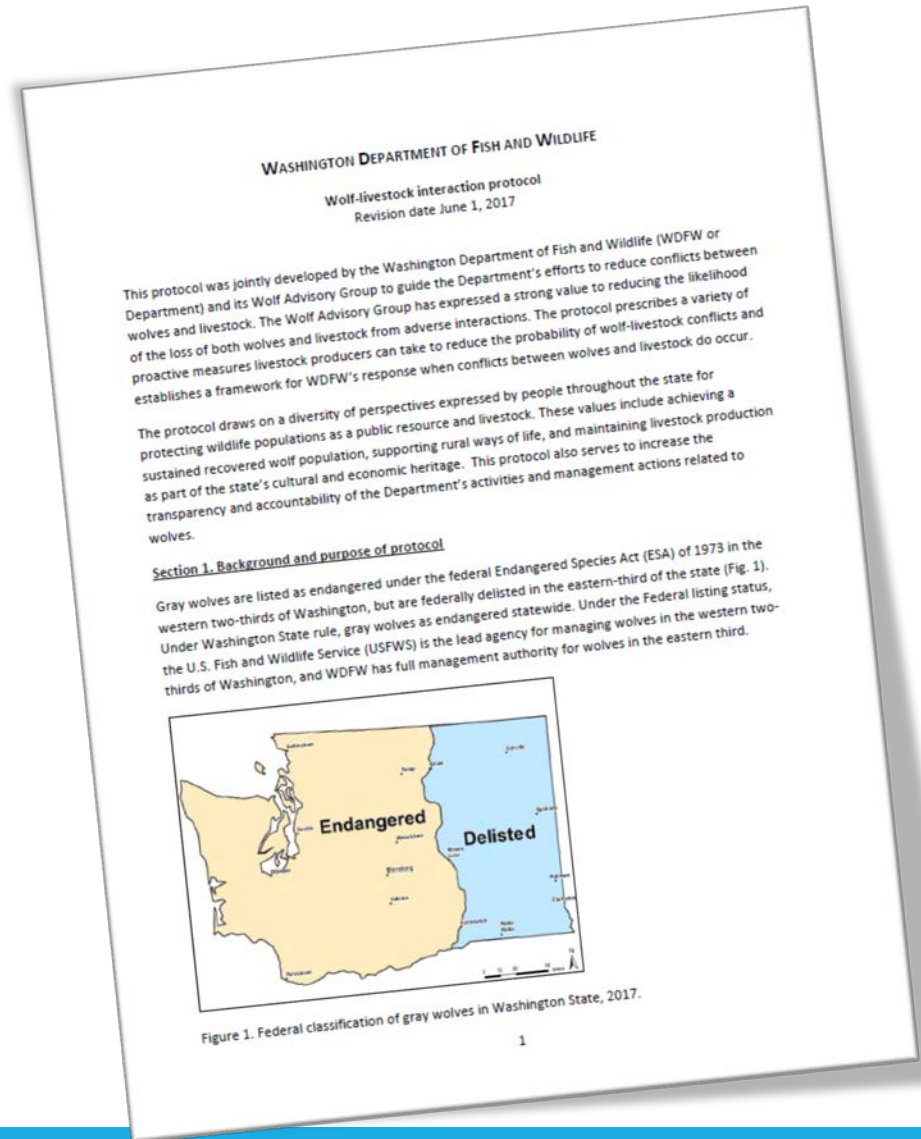 WASHINGTON DEPARTMENT OF FISH AND WILDLIFE
Wolf-livestock interaction protocol
Revision date June 1, 2017
This protocol was jointly developed by the Washington Department of Fish and Wildlife (WDFW or
Department) and its Wolf Advisory Group to guide the Department's efforts to reduce conflicts between
wolves and livestock. The Wolf Advisory Group has expressed a strong value to reducing the likelihood
of the loss of both wolves and livestock from adverse interactions. The protocol prescribes a variety of
proactive measures livestock producers can take to reduce the probability of wolf-livestock conflicts and
establishes a framework for WDFW's response when conflicts between wolves and livestock do occur.
The protocol draws on a diversity of perspectives expressed by people throughout the state for
protecting wildlife populations as a public resource and livestock. These values include achieving a
sustained recovered wolf population, supporting rural ways of life, and maintaining livestock production
as part of the state's cultural and economic heritage. This protocol also serves to increase the
transparency and accountability of the Department's activities and management actions related to
wolves.
Section 1. Background and purpose of protocol
Gray wolves are listed as endangered under the federal Endangered Species Act (ESA) of 1973 in the
western two-thirds of Washington, but are federally delisted in the eastern-third of the state (Fig. 1).
Under Washington State rule, gray wolves as endangered statewide. Under the Federal listing status,
the U.S. Fish and Wildlife Service (USFWS) is the lead agency for managing wolves in the western two-
thirds of Washington, and WDFW has full management authority for wolves in the eastern third.
Endangered
Delisted
Figure 1. Federal classification of gray wolves in Washington State, 2017.
1